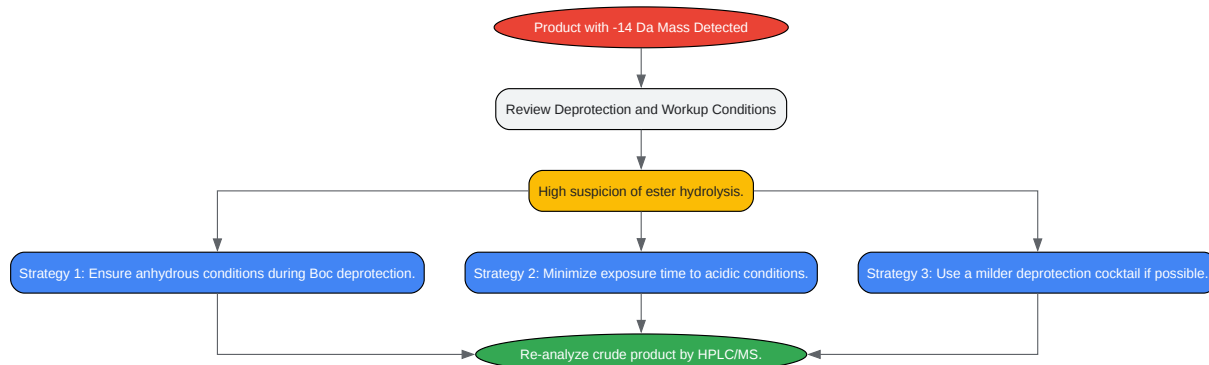 Product with -14 Da Mass Detected
Review Deprotection and Workup Conditions
High suspicion of ester hydrolysis.
Strategy 1: Ensure anhydrous conditions during Boc deprotection.
Strategy 2: Minimize exposure time to acidic conditions.
Strategy 3: Use a milder deprotection cocktail if possible.
Re-analyze crude product by HPLC/MS.